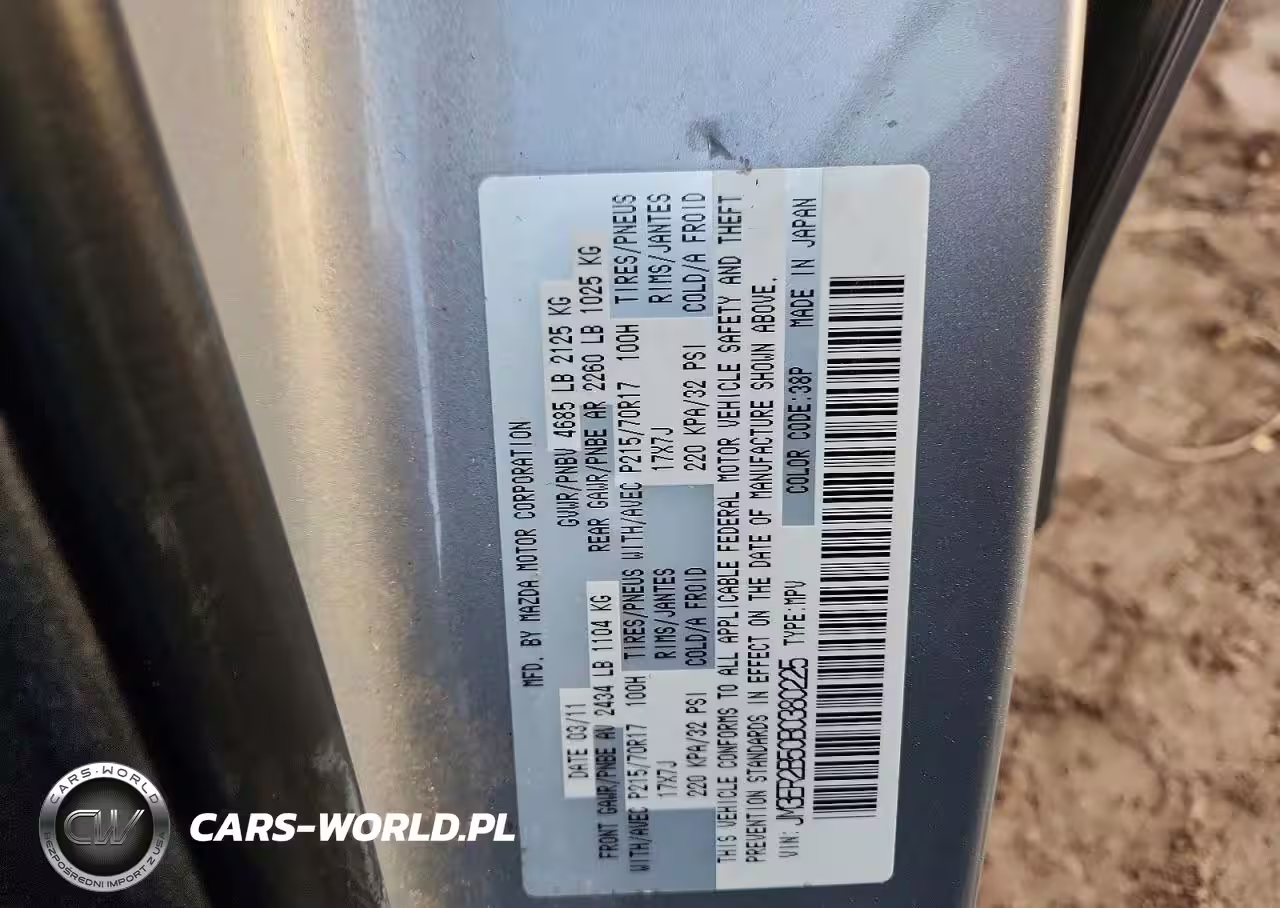 MFD. BY MAZDA MOTOR CORPORATION
DATE 03/11
GVWR/PNBV 4685 LB 2125 KG
FRONT GAWR/PNBE AV 2434 LB 1104 KG
REAR GAWR/PNBE AR 2260 LB 1025 KG
WITH/AVEC P215/70R17 100H TIRES/PNEUS WITH/AVEC P215/70R17 100H TIRES/PNEUS
17X7J RIMS/JANTES 17X7J RIMS/JANTES
220 KPA/32 PSI COLD/A FROID 220 KPA/32 PSI COLD/A FROID
THIS VEHICLE CONFORMS TO ALL APPLICABLE FEDERAL MOTOR VEHICLE SAFETY AND THEFT
PREVENTION STANDARDS IN EFFECT ON THE DATE OF MANUFACTURE SHOWN ABOVE.
VIN: JM3ER2B50B0380225 TYPE:MPV COLOR CODE:38P MADE IN JAPAN
CARS-WORLD
CW
BEZPOŚREDNI IMPORT Z USA
CARS-WORLD.PL